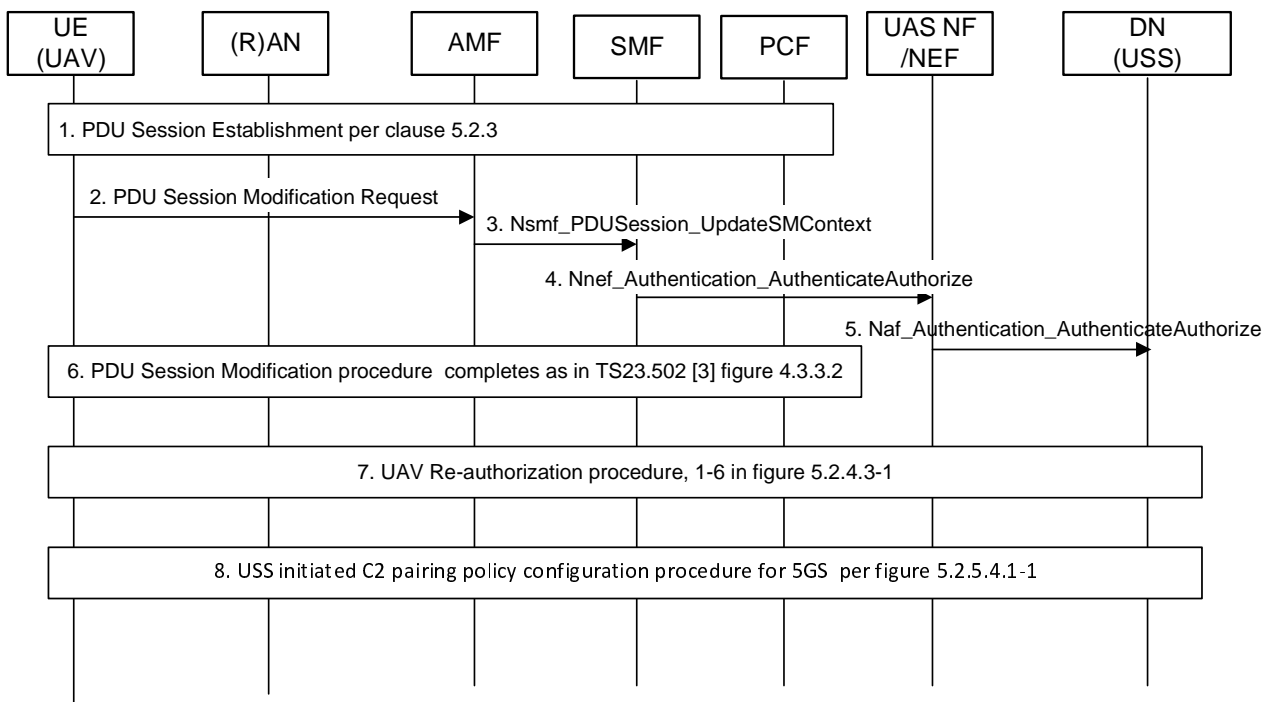 UE
(UAV)
(R)AN
AMF
SMF
PCF
UAS NF
/NEF
DN
(USS)
1. PDU Session Establishment per clause 5.2.3
2. PDU Session Modification Request
3. Nsmf_PDUSession_UpdateSMContext
4. Nnef_Authentication_AuthenticateAuthorize
5. Naf_Authentication_AuthenticateAuthorize
6. PDU Session Modification procedure completes as in TS23.502 [3] figure 4.3.3.2
7. UAV Re-authorization procedure, 1-6 in figure 5.2.4.3-1
8. USS initiated C2 pairing policy configuration procedure for 5GS per figure 5.2.5.4.1-1